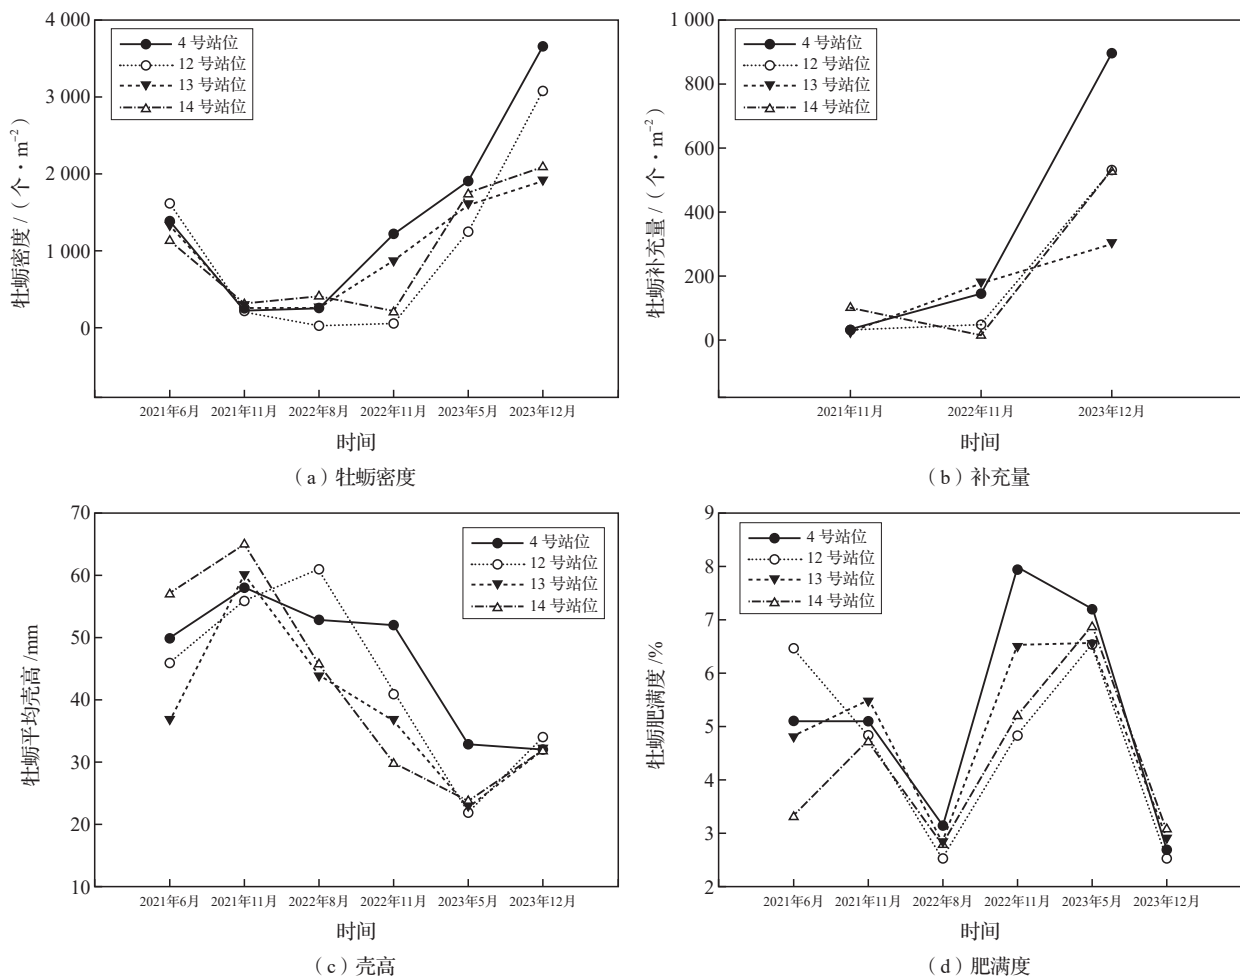 4 000
3 000
2 000
1 000
0
牡蛎密度 /（个·m⁻²）
4 号站位
12 号站位
13 号站位
14 号站位
2021年6月 2021年11月 2022年8月 2022年11月 2023年5月 2023年12月
时间
（a）牡蛎密度
1 000
800
600
400
200
0
牡蛎补充量 /（个·m⁻²）
4 号站位
12 号站位
13 号站位
14 号站位
2021年11月 2022年11月 2023年12月
时间
（b）补充量
70
60
50
40
30
20
10
牡蛎平均壳高 /mm
4 号站位
12 号站位
13 号站位
14 号站位
2021年6月 2021年11月 2022年8月 2022年11月 2023年5月 2023年12月
时间
（c）壳高
9
8
7
6
5
4
3
2
牡蛎肥满度 /%
4 号站位
12 号站位
13 号站位
14 号站位
2021年6月 2021年11月 2022年8月 2022年11月 2023年5月 2023年12月
时间
（d）肥满度